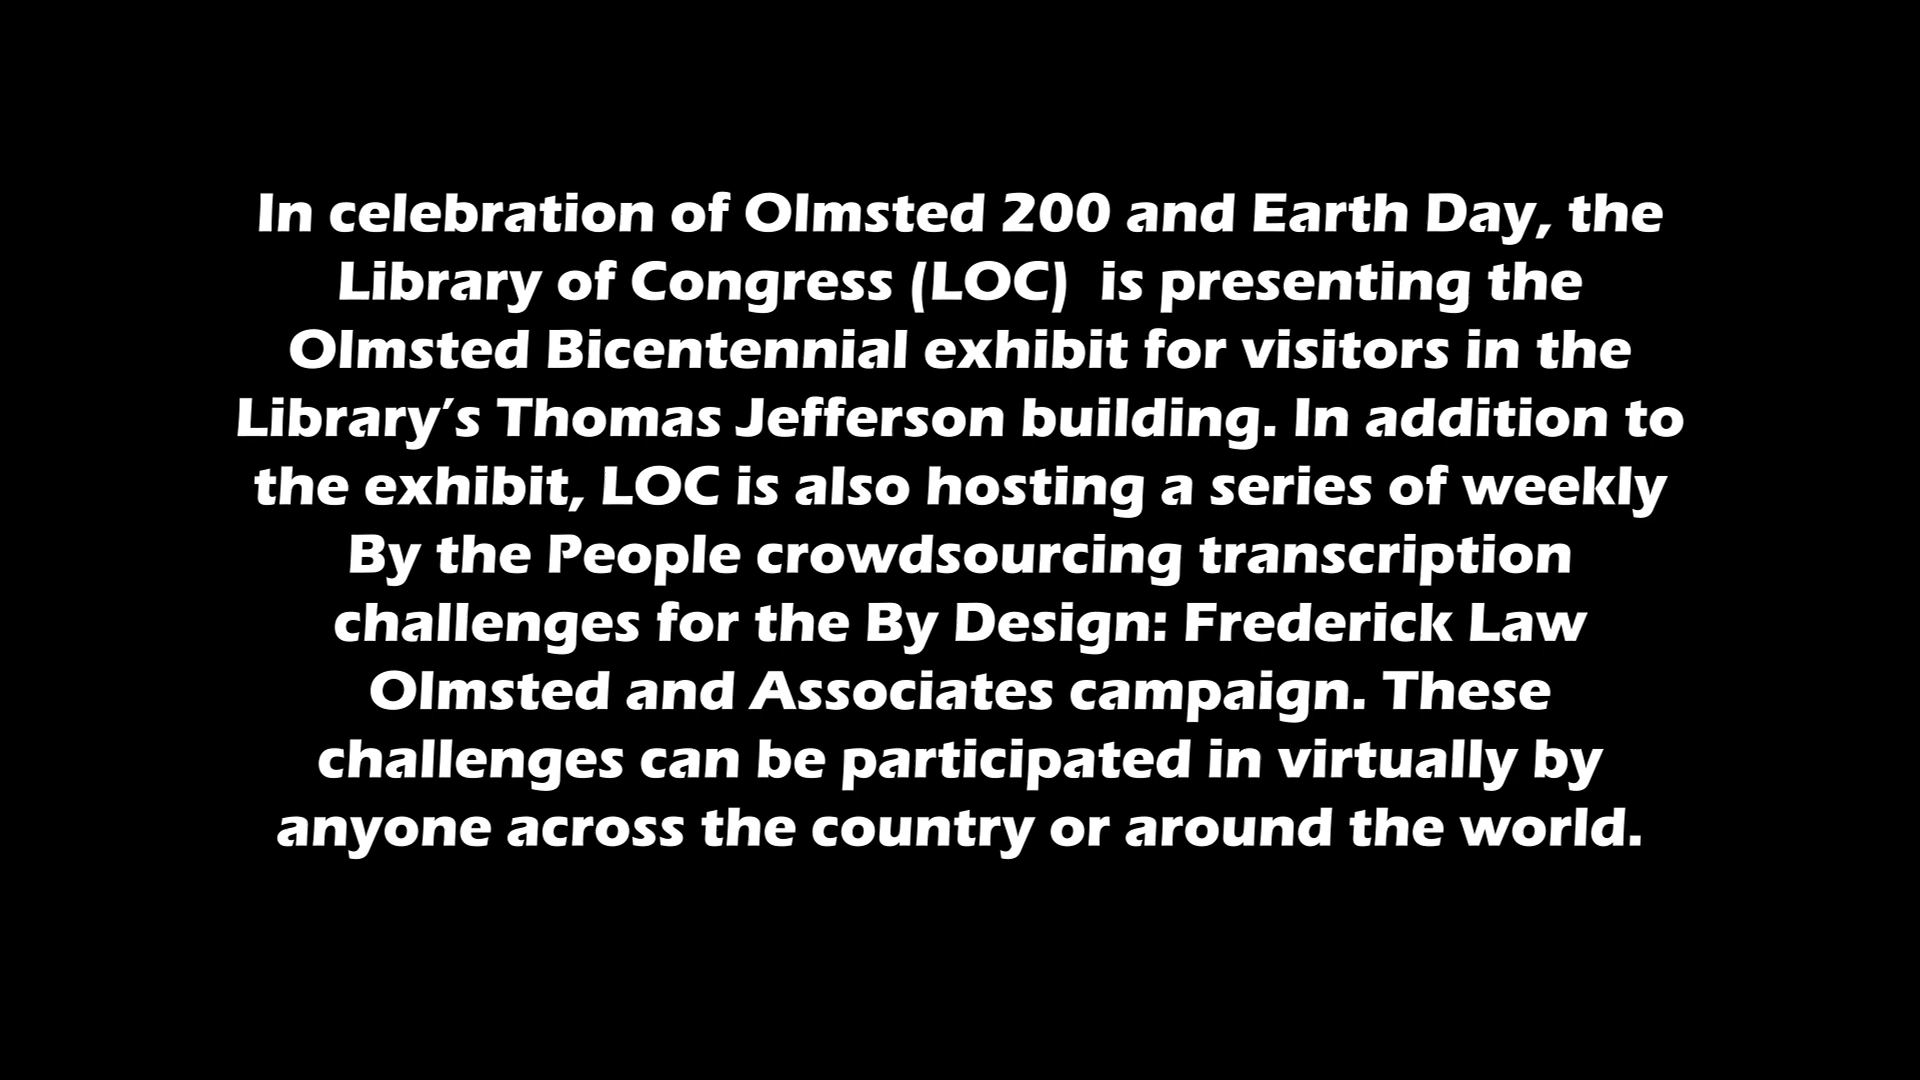 In celebration of Olmsted 200 and Earth Day, the
Library of Congress (LOC)  is presenting the
Olmsted Bicentennial exhibit for visitors in the
Library’s Thomas Jefferson building. In addition to
the exhibit, LOC is also hosting a series of weekly
By the People crowdsourcing transcription
challenges for the By Design: Frederick Law
Olmsted and Associates campaign. These
challenges can be participated in virtually by
anyone across the country or around the world.